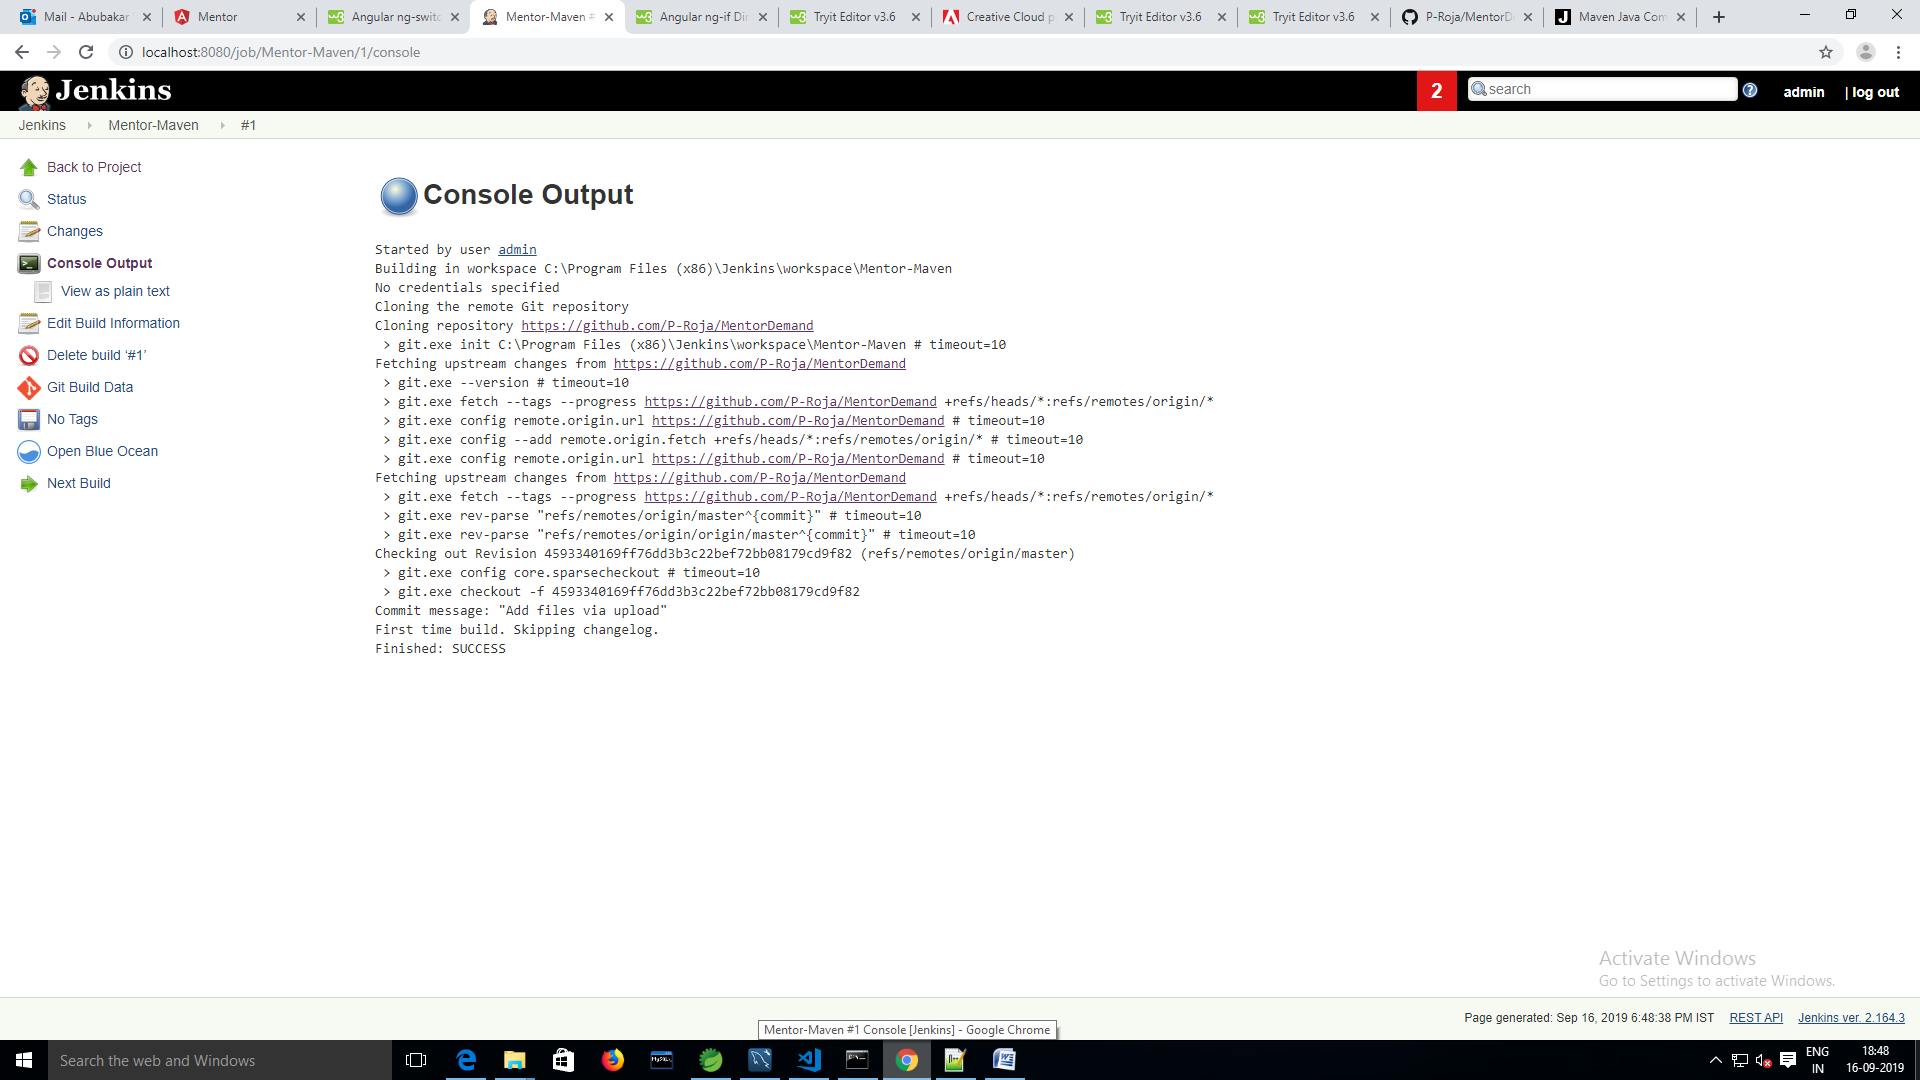 Mail - Abubakar
Mentor
Angular ng-switc
Mentor-Maven #
Angular ng-if Dir
Tryit Editor v3.6
Creative Cloud p
Tryit Editor v3.6
Tryit Editor v3.6
P-Roja/MentorD
Maven Java Com
localhost:8080/job/Mentor-Maven/1/console
Jenkins
2
search
admin
| log out
Jenkins
Mentor-Maven
#1
Back to Project
Status
Changes
Console Output
View as plain text
Edit Build Information
Delete build ‘#1’
Git Build Data
No Tags
Open Blue Ocean
Next Build
Console Output
Started by user admin
Building in workspace C:\Program Files (x86)\Jenkins\workspace\Mentor-Maven
No credentials specified
Cloning the remote Git repository
Cloning repository https://github.com/P-Roja/MentorDemand
> git.exe init C:\Program Files (x86)\Jenkins\workspace\Mentor-Maven # timeout=10
Fetching upstream changes from https://github.com/P-Roja/MentorDemand
> git.exe --version # timeout=10
> git.exe fetch --tags --progress https://github.com/P-Roja/MentorDemand +refs/heads/*:refs/remotes/origin/*
> git.exe config remote.origin.url https://github.com/P-Roja/MentorDemand # timeout=10
> git.exe config --add remote.origin.fetch +refs/heads/*:refs/remotes/origin/* # timeout=10
> git.exe config remote.origin.url https://github.com/P-Roja/MentorDemand # timeout=10
Fetching upstream changes from https://github.com/P-Roja/MentorDemand
> git.exe fetch --tags --progress https://github.com/P-Roja/MentorDemand +refs/heads/*:refs/remotes/origin/*
> git.exe rev-parse "refs/remotes/origin/master^{commit}" # timeout=10
> git.exe rev-parse "refs/remotes/origin/origin/master^{commit}" # timeout=10
Checking out Revision 4593340169ff76dd3b3c22bef72bb08179cd9f82 (refs/remotes/origin/master)
> git.exe config core.sparsecheckout # timeout=10
> git.exe checkout -f 4593340169ff76dd3b3c22bef72bb08179cd9f82
Commit message: "Add files via upload"
First time build. Skipping changelog.
Finished: SUCCESS
Activate Windows
Go to Settings to activate Windows.
Page generated: Sep 16, 2019 6:48:38 PM IST
REST API
Jenkins ver. 2.164.3
Mentor-Maven #1 Console [Jenkins] - Google Chrome
Search the web and Windows
ENG
IN
18:48
16-09-2019